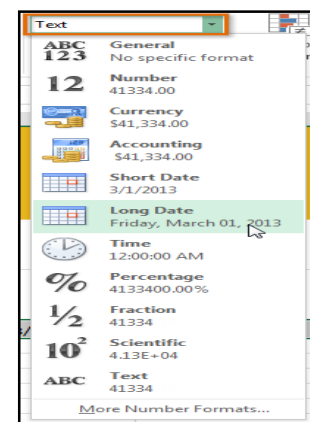 Text
ABC
123
General
No specific format
12
Number
41334.00
Currency
$41,334.00
Accounting
$41,334.00
Short Date
3/1/2013
Long Date
Friday, March 01, 2013
Time
12:00:00 AM
%
Percentage
4133400.00%
1/2
Fraction
41334
10²
Scientific
4.13E+04
ABC
Text
41334
More Number Formats...